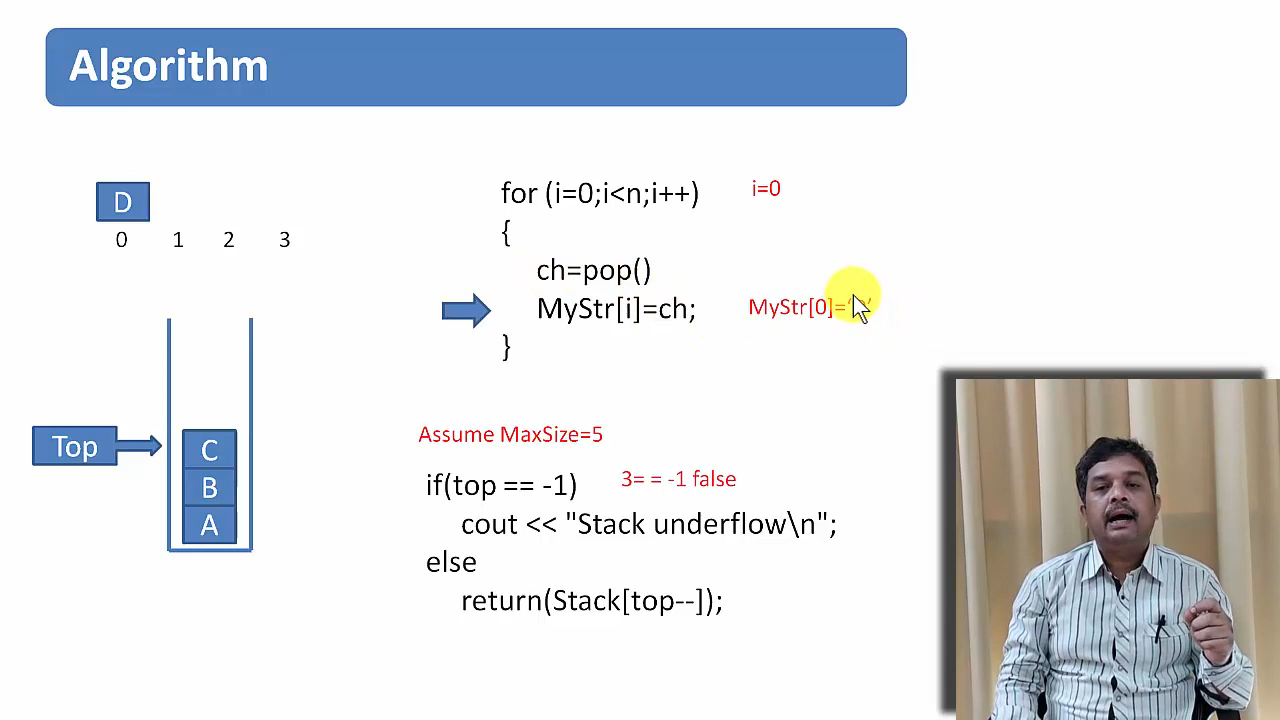 Algorithm
D
0 1 2 3
for (i=0;i<n;i++) i=0
{
ch=pop()
MyStr[i]=ch; MyStr[0]=
}
Top
C
B
A
Assume MaxSize=5
if(top == -1) 3= = -1 false
cout << "Stack underflow\n";
else
return(Stack[top--]);